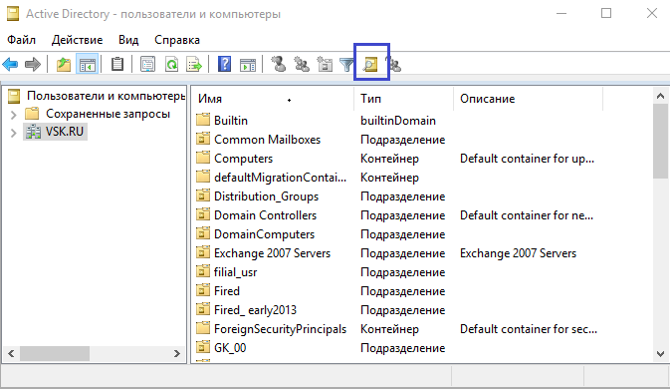 Active Directory - пользователи и компьютеры
Файл Действие Вид Справка
Пользователи и компьютеры
Сохраненные запросы
VSK.RU
Имя Тип Описание
Builtin builtinDomain
Common Mailboxes Подразделение
Computers Контейнер Default container for up...
defaultMigrationContai... Контейнер
Distribution_Groups Подразделение
Domain Controllers Подразделение Default container for ne...
DomainComputers Подразделение
Exchange 2007 Servers Подразделение Exchange 2007 Servers
filial_usr Подразделение
Fired Подразделение
Fired_ early2013 Подразделение
ForeignSecurityPrincipals Контейнер Default container for sec...
GK_00 Подразделение